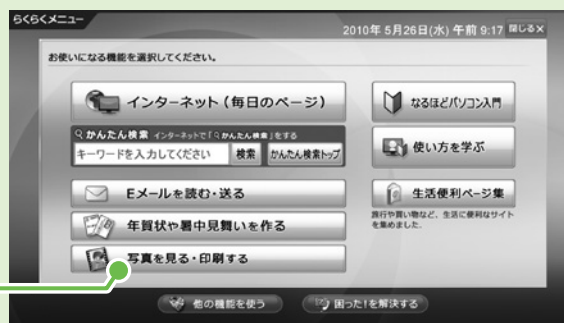 らくらくメニュー
2010年 5月26日(水) 午前 9:17 閉じる×
お使いになる機能を選択してください。
インターネット(毎日のページ)
かんたん検索 インターネットで「かんたん検索」をする
キーワードを入力してください 検索 かんたん検索トップ
Eメールを読む・送る
年賀状や暑中見舞いを作る
写真を見る・印刷する
なるほどパソコン入門
使い方を学ぶ
生活便利ページ集
旅行や買い物など、生活に便利なサイト
を集めました。
他の機能を使う 困った!を解決する